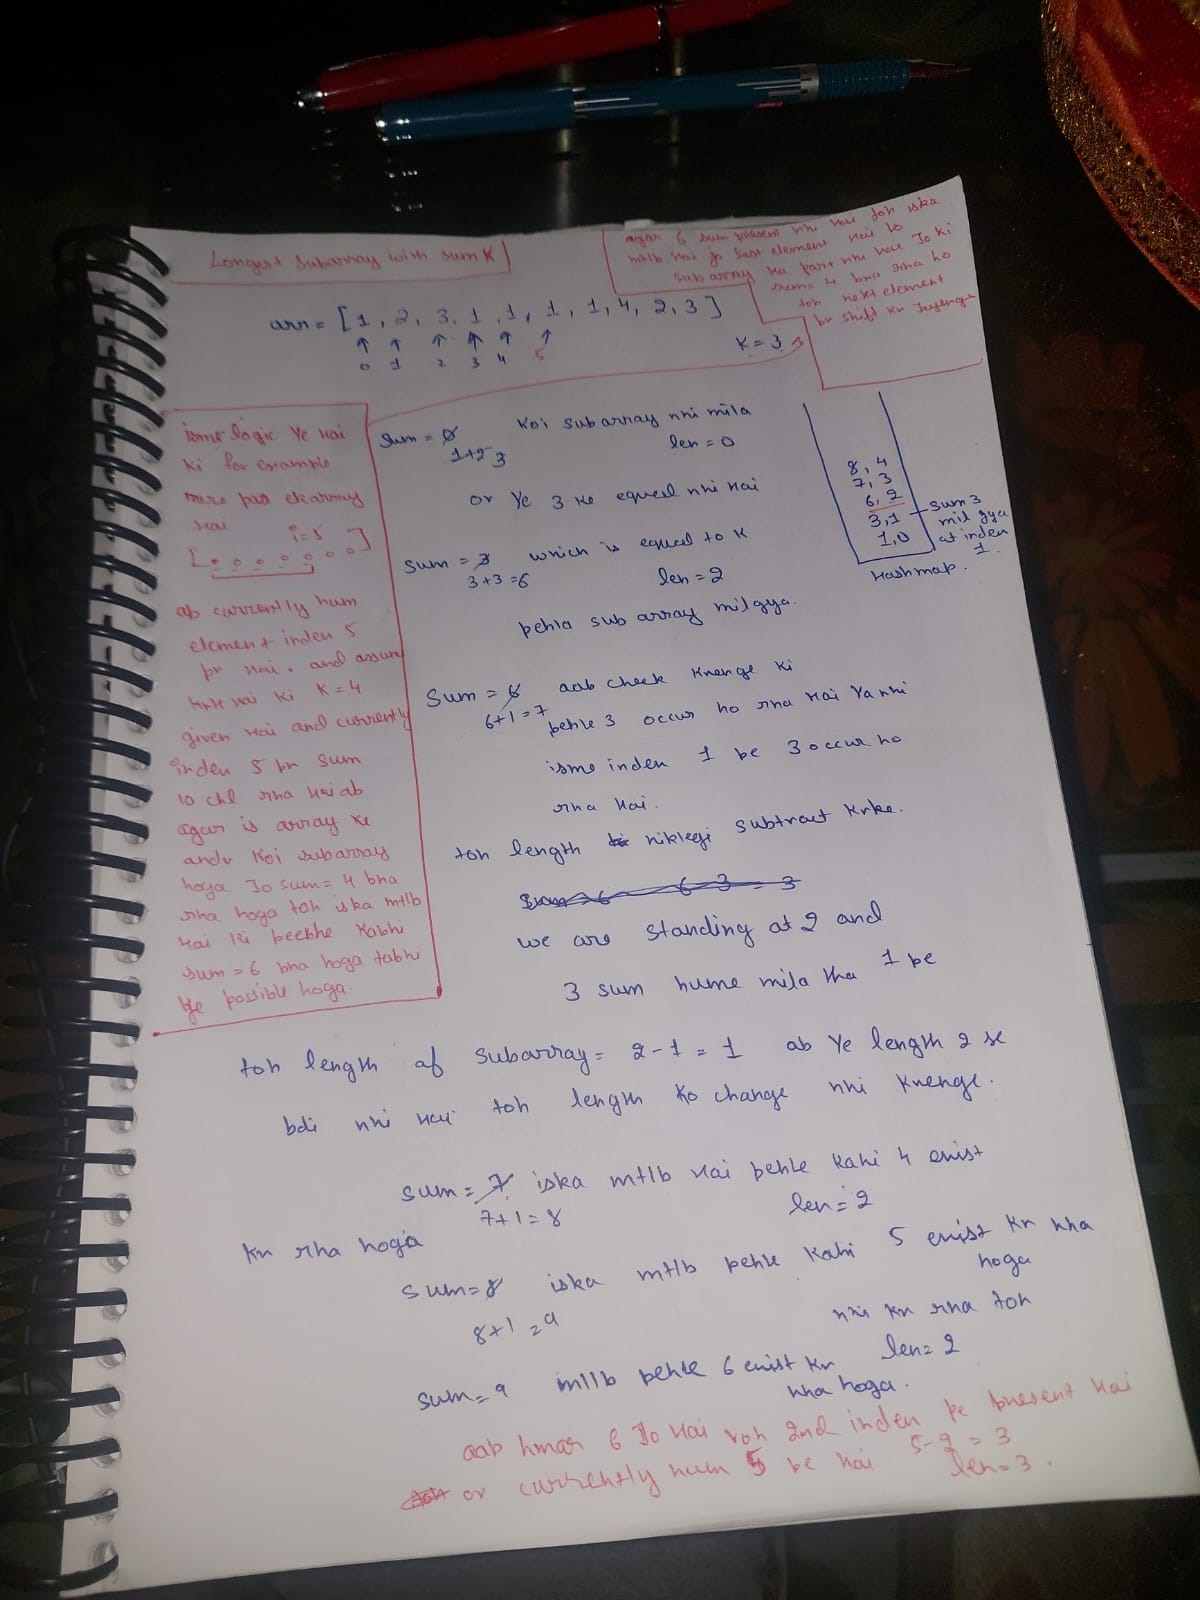 Longest subarray with sum K
agar 6 sum present nhi hai toh iska
mtlb hai jo last element hai vo
sub array ka part nhi hai Jo ki
sum = 4 bna rha ho
toh next element
pr shift kr jayenge
arr = [1, 2, 3, 1, 1, 1, 1, 4, 2, 3]
0 1 2 3 4 5
K = 3
isme logic ye hai
ki for example
mere pas ek array
hai
i=5
ab currently hum
element index 5
pr hai. and assum
krte hai ki K=4
given hai and currently
index 5 pr sum
10 chl rha hai ab
agar is array ke
andr koi subarray
hoga Jo sum = 4 bna
rha hoga toh iska mtlb
hai ki peeche kabhi
sum = 6 bna hoga tabhi
ye possible hoga.
Sum = 0 Koi subarray nhi mila
1+2 3 len = 0
or ye 3 ke equal nhi hai
Sum = 3 which is equal to K
3+3=6 len = 2
pehla sub array milgya.
8, 4
7, 3
6, 2
3, 1
1, 0
Hashmap.
sum 3
mil gya
at index
1.
Sum = 6 aab check krenge ki
6+1=7 pehle 3 occur ho rha hai ya nhi
isme index 1 pe 3 occur ho
rha hai.
toh length niklegi subtract krke.
Sum=6 6-3 = 3
we are standing at 2 and
3 sum hume mila tha 1 pe
toh length of subarray = 2-1 = 1 ab ye length 2 se
bdi nhi hai toh length ko change nhi krenge.
sum = 7 iska mtlb hai pehle kahi 4 exist
7+1=8 len = 2
kr rha hoga
sum=8 iska mtlb pehle kahi 5 exist kr rha
hoga
8+1=9 nhi kr rha toh
len= 2
sum=9 mtlb pehle 6 exist kr
rha hoga.
aab hmar 6 Jo hai voh 2nd index pe present hai
or currently hum 5 pe hai 5-2 = 3
len=3.